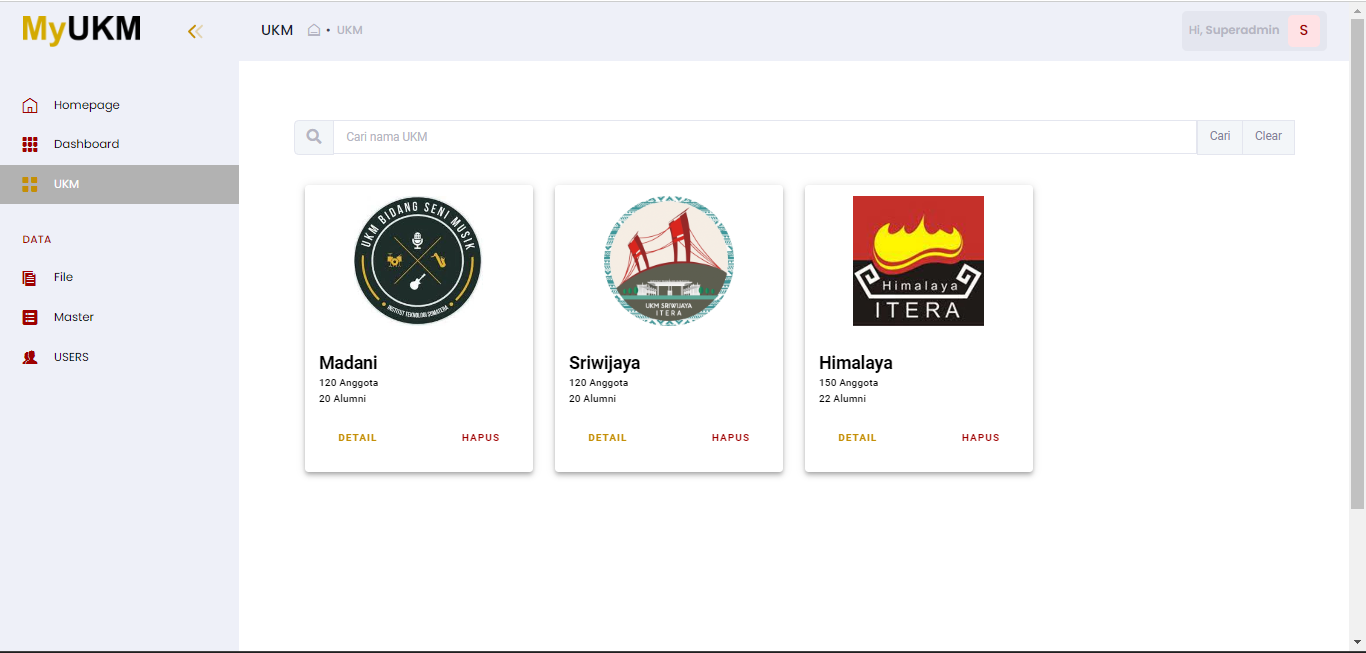 MyUKM
UKM • UKM
Hi, Superadmin S
Homepage
Dashboard
UKM
DATA
File
Master
USERS
Cari nama UKM Cari Clear
UKM BIDANG SENI MUSIK
INSTITUT TEKNOLOGI SUMATERA
Madani
120 Anggota
20 Alumni
DETAIL HAPUS
UKM SRIWIJAYA
ITERA
Sriwijaya
120 Anggota
20 Alumni
DETAIL HAPUS
Himalaya
ITERA
Himalaya
150 Anggota
22 Alumni
DETAIL HAPUS